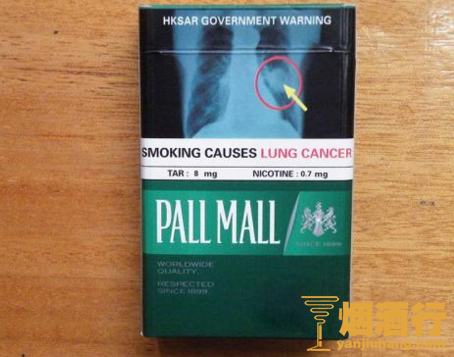 HKSAR GOVERNMENT WARNING
SMOKING CAUSES LUNG CANCER
TAR : 8 mg NICOTINE : 0.7 mg
PALL MALL
SINCE 1899
WORLDWIDE
QUALITY.
RESPECTED
SINCE 1899.
烟酒行
yanjiuhang.com